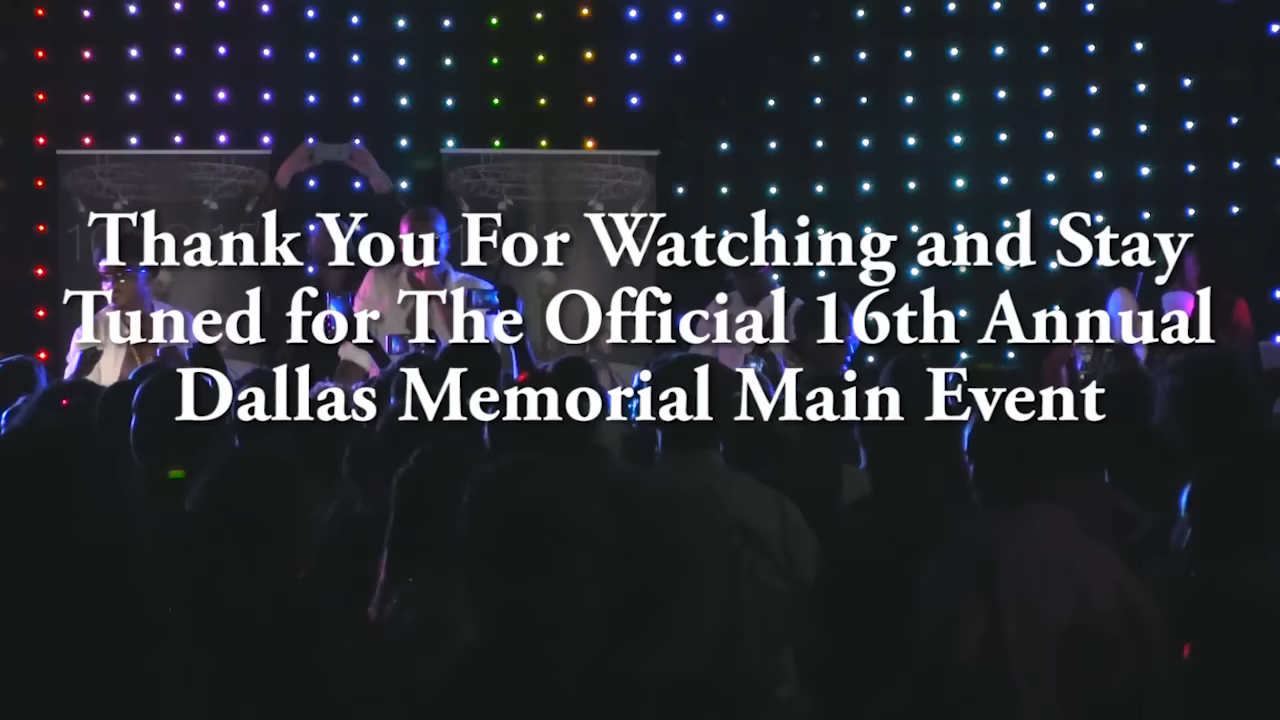 Thank You For Watching and Stay
Tuned for The Official 16th Annual
Dallas Memorial Main Event